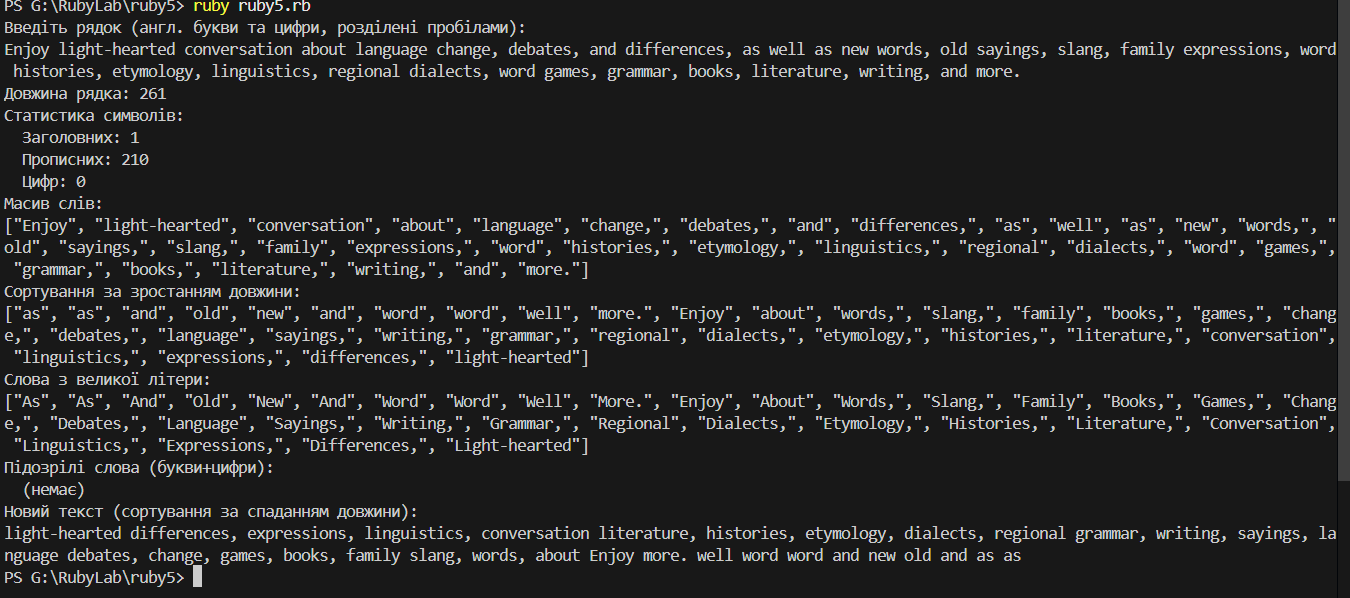 PS G:\RubyLab\ruby5> ruby ruby5.rb
Введіть рядок (англ. букви та цифри, розділені пробілами):
Enjoy light-hearted conversation about language change, debates, and differences, as well as new words, old sayings, slang, family expressions, word
 histories, etymology, linguistics, regional dialects, word games, grammar, books, literature, writing, and more.
Довжина рядка: 261
Статистика символів:
  Заголовних: 1
  Прописних: 210
  Цифр: 0
Масив слів:
["Enjoy", "light-hearted", "conversation", "about", "language", "change,", "debates,", "and", "differences,", "as", "well", "as", "new", "words,", "
old", "sayings,", "slang,", "family", "expressions,", "word", "histories,", "etymology,", "linguistics,", "regional", "dialects,", "word", "games,",
 "grammar,", "books,", "literature,", "writing,", "and", "more."]
Сортування за зростанням довжини:
["as", "as", "and", "old", "new", "and", "word", "word", "well", "more.", "Enjoy", "about", "words,", "slang,", "family", "books,", "games,", "chang
e,", "debates,", "language", "sayings,", "writing,", "grammar,", "regional", "dialects,", "etymology,", "histories,", "literature,", "conversation",
 "linguistics,", "expressions,", "differences,", "light-hearted"]
Слова з великої літери:
["As", "As", "And", "Old", "New", "And", "Word", "Word", "Well", "More.", "Enjoy", "About", "Words,", "Slang,", "Family", "Books,", "Games,", "Chang
e,", "Debates,", "Language", "Sayings,", "Writing,", "Grammar,", "Regional", "Dialects,", "Etymology,", "Histories,", "Literature,", "Conversation",
 "Linguistics,", "Expressions,", "Differences,", "Light-hearted"]
Підозрілі слова (букви+цифри):
  (немає)
Новий текст (сортування за спаданням довжини):
light-hearted differences, expressions, linguistics, conversation literature, histories, etymology, dialects, regional grammar, writing, sayings, la
nguage debates, change, games, books, family slang, words, about Enjoy more. well word word and new old and as as
PS G:\RubyLab\ruby5>